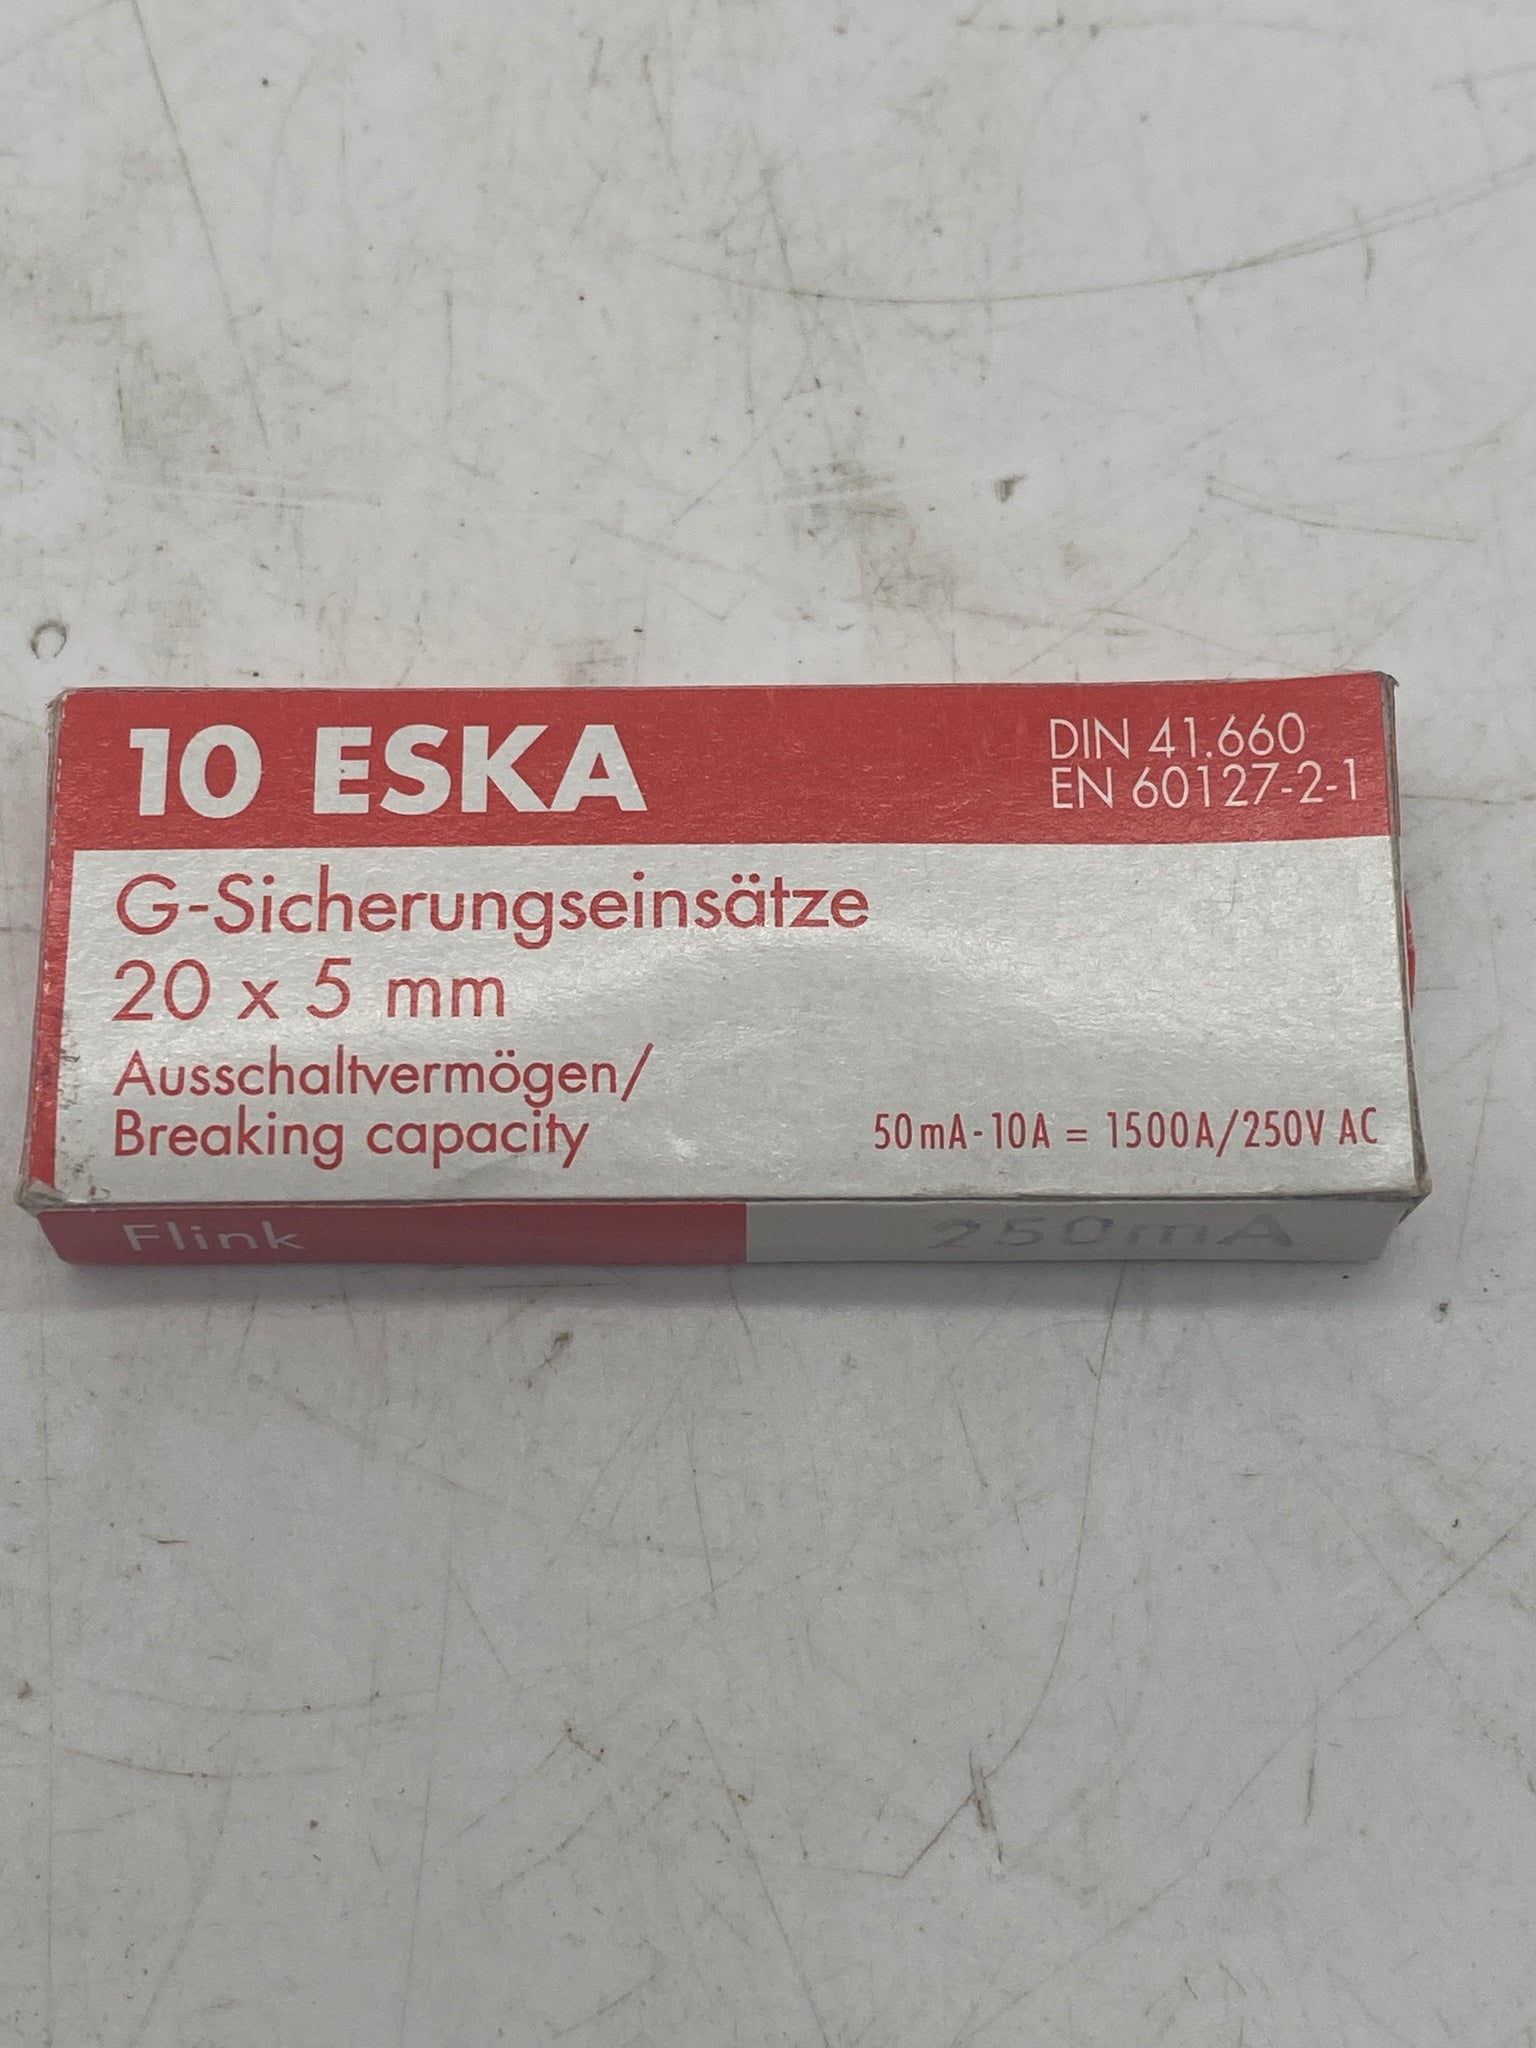 10 ESKA
DIN 41.660
EN 60127-2-1
G-Sicherungseinsätze
20 x 5 mm
Ausschaltvermögen/
Breaking capacity
50mA-10A = 1500A/250V AC
Flink
250mA